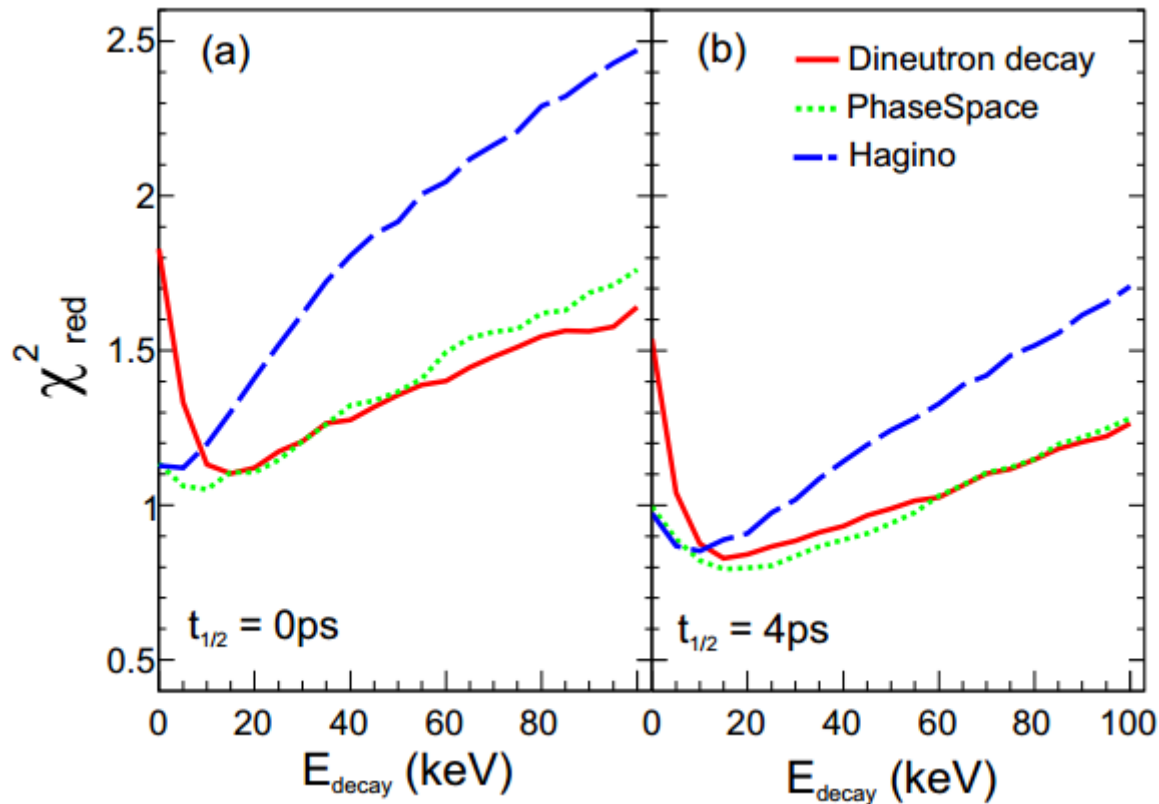 (a)
(b)
Dineutron decay
PhaseSpace
Hagino
2.5
2
1.5
1
0.5
χ²red
t1/2 = 0ps
t1/2 = 4ps
0 20 40 60 80
0 20 40 60 80 100
Edecay (keV)
Edecay (keV)